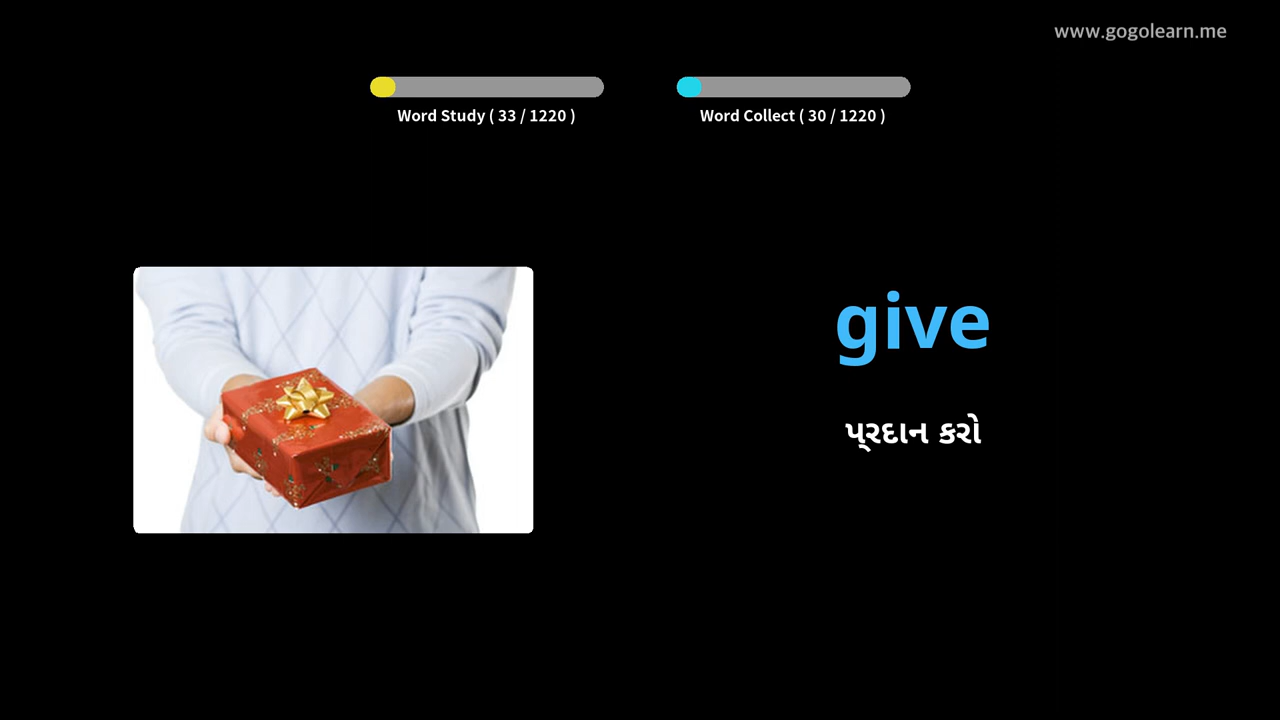 www.gogolearn.me
Word Study ( 33 / 1220 )
Word Collect ( 30 / 1220 )
give
પ્રદાન કરો